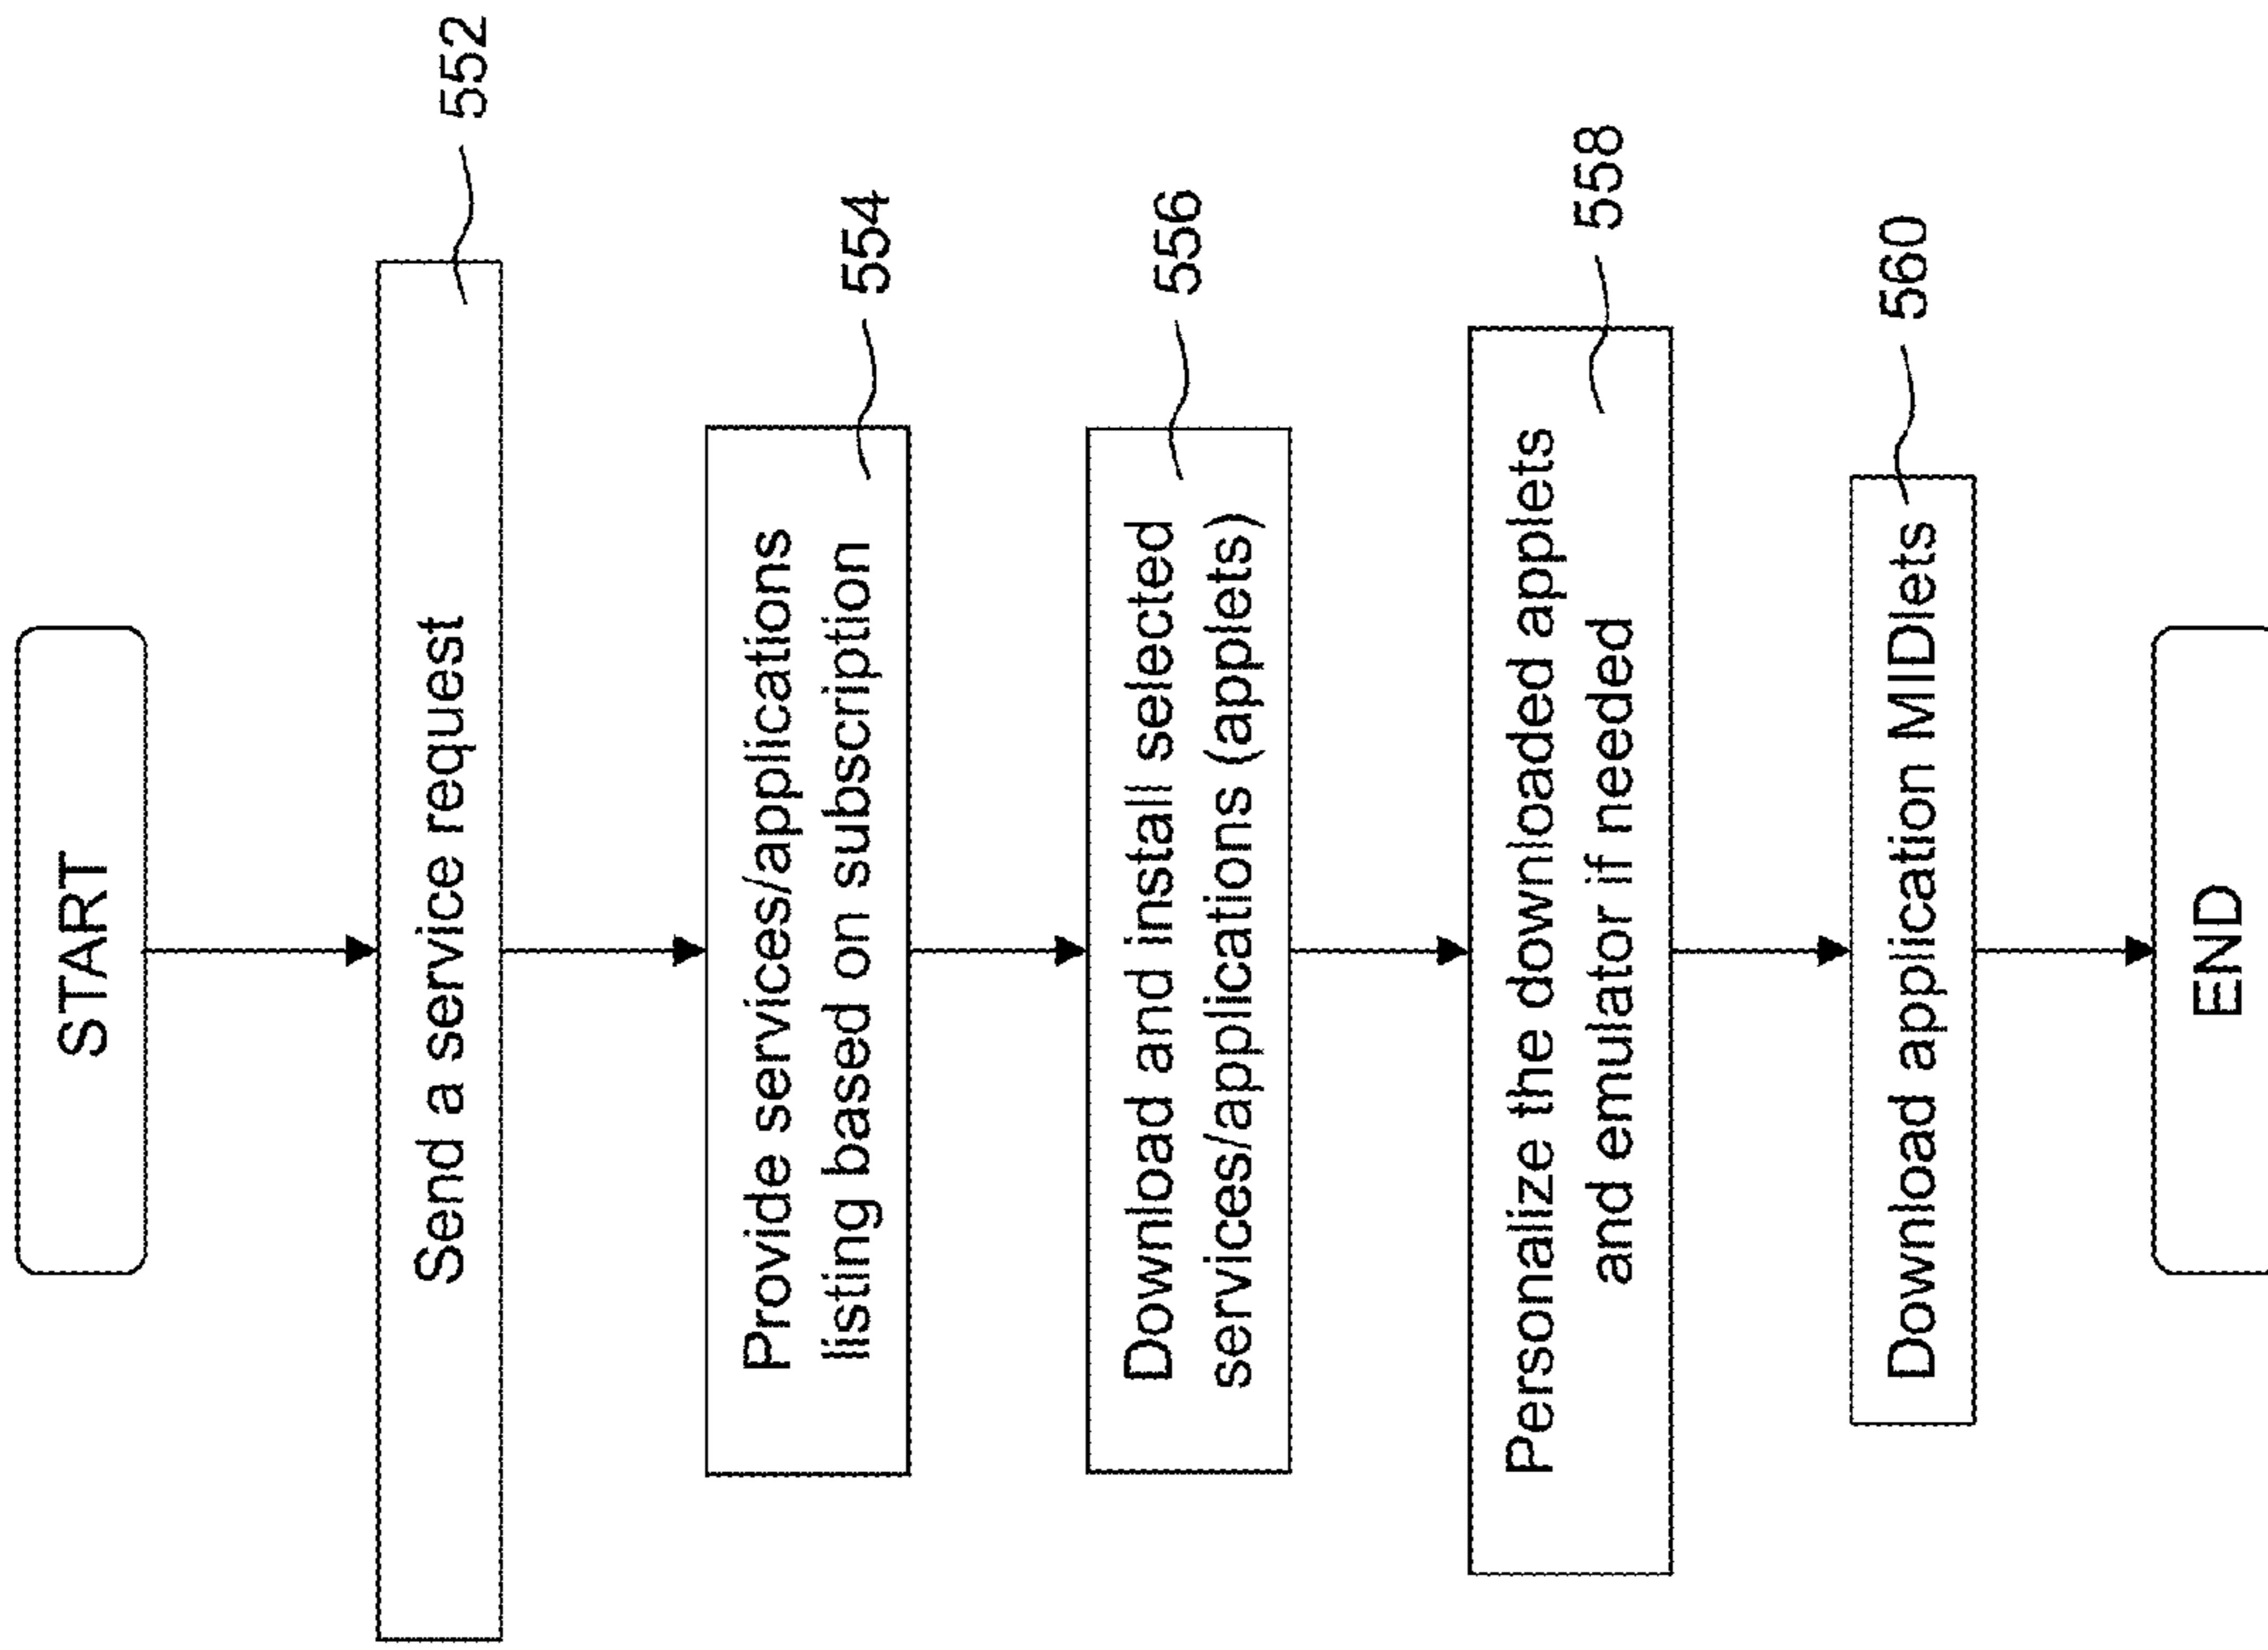 START
Send a service request
552
Provide services/applications
listing based on subscription
554
Download and install selected
services/applications (applets)
556
Personalize the downloaded applets
and emulator if needed
558
Download application MIDlets
560
END